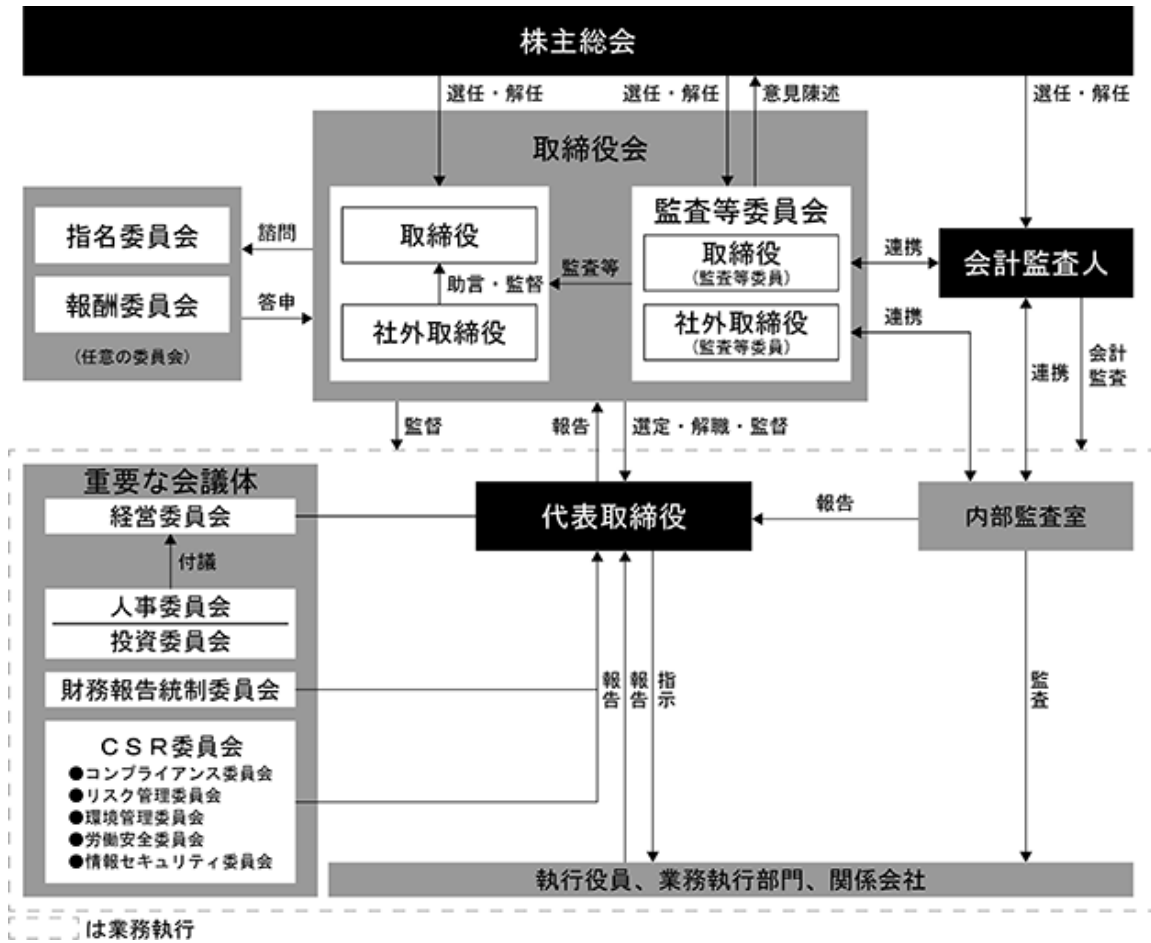 株主総会
選任・解任
選任・解任
意見陳述
選任・解任
取締役会
指名委員会
報酬委員会
(任意の委員会)
諮問
答申
取締役
助言・監督
社外取締役
監査等
監査等委員会
取締役
(監査等委員)
社外取締役
(監査等委員)
連携
連携
会計監査人
連携
会計
監査
監督
報告
選定・解職・監督
重要な会議体
経営委員会
付議
人事委員会
投資委員会
財務報告統制委員会
CSR委員会
●コンプライアンス委員会
●リスク管理委員会
●環境管理委員会
●労働安全委員会
●情報セキュリティ委員会
代表取締役
報告
内部監査室
報告
報告
指示
監査
執行役員、業務執行部門、関係会社
は業務執行